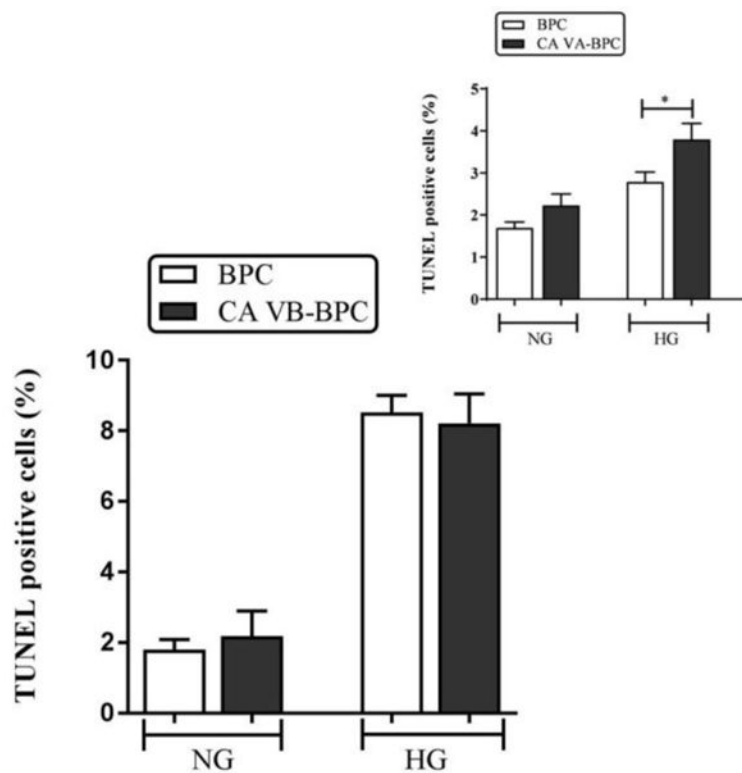 BPC
CA VA-BPC
TUNEL positive cells (%)
5
4
3
2
1
0
*
NG
HG
BPC
CA VB-BPC
TUNEL positive cells (%)
10
8
6
4
2
0
NG
HG